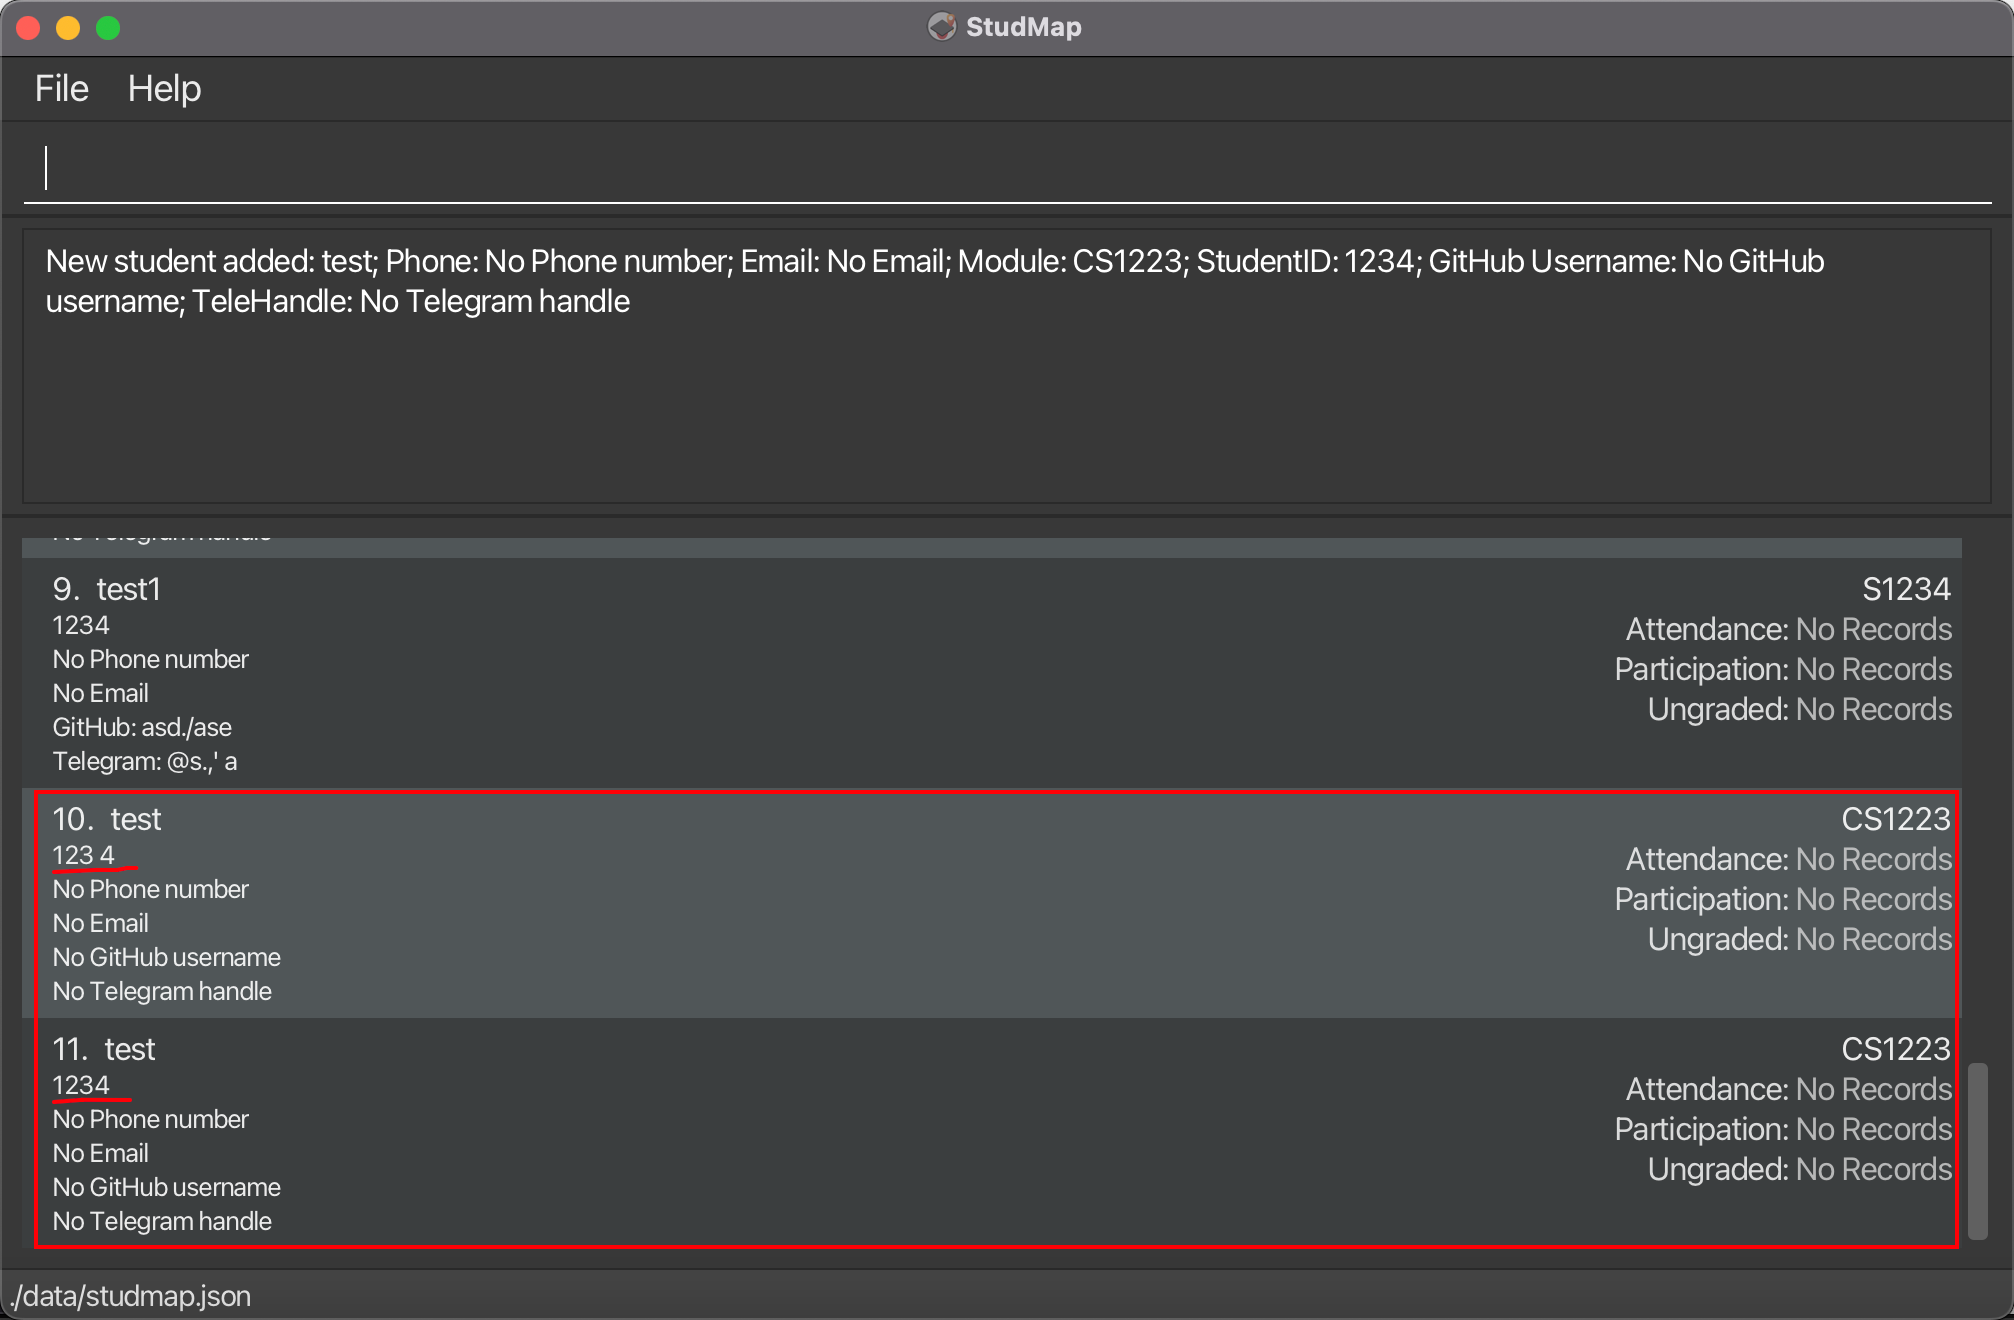 StudMap
File Help
New student added: test; Phone: No Phone number; Email: No Email; Module: CS1223; StudentID: 1234; GitHub Username: No GitHub
username; TeleHandle: No Telegram handle
No Telegram handle
9. test1 S1234
1234
Attendance: No Records
No Phone number
Participation: No Records
No Email
Ungraded: No Records
GitHub: asd./ase
Telegram: @s.,' a
10. test CS1223
123 4
Attendance: No Records
No Phone number
Participation: No Records
No Email
Ungraded: No Records
No GitHub username
No Telegram handle
11. test CS1223
1234
Attendance: No Records
No Phone number
Participation: No Records
No Email
Ungraded: No Records
No GitHub username
No Telegram handle
./data/studmap.json